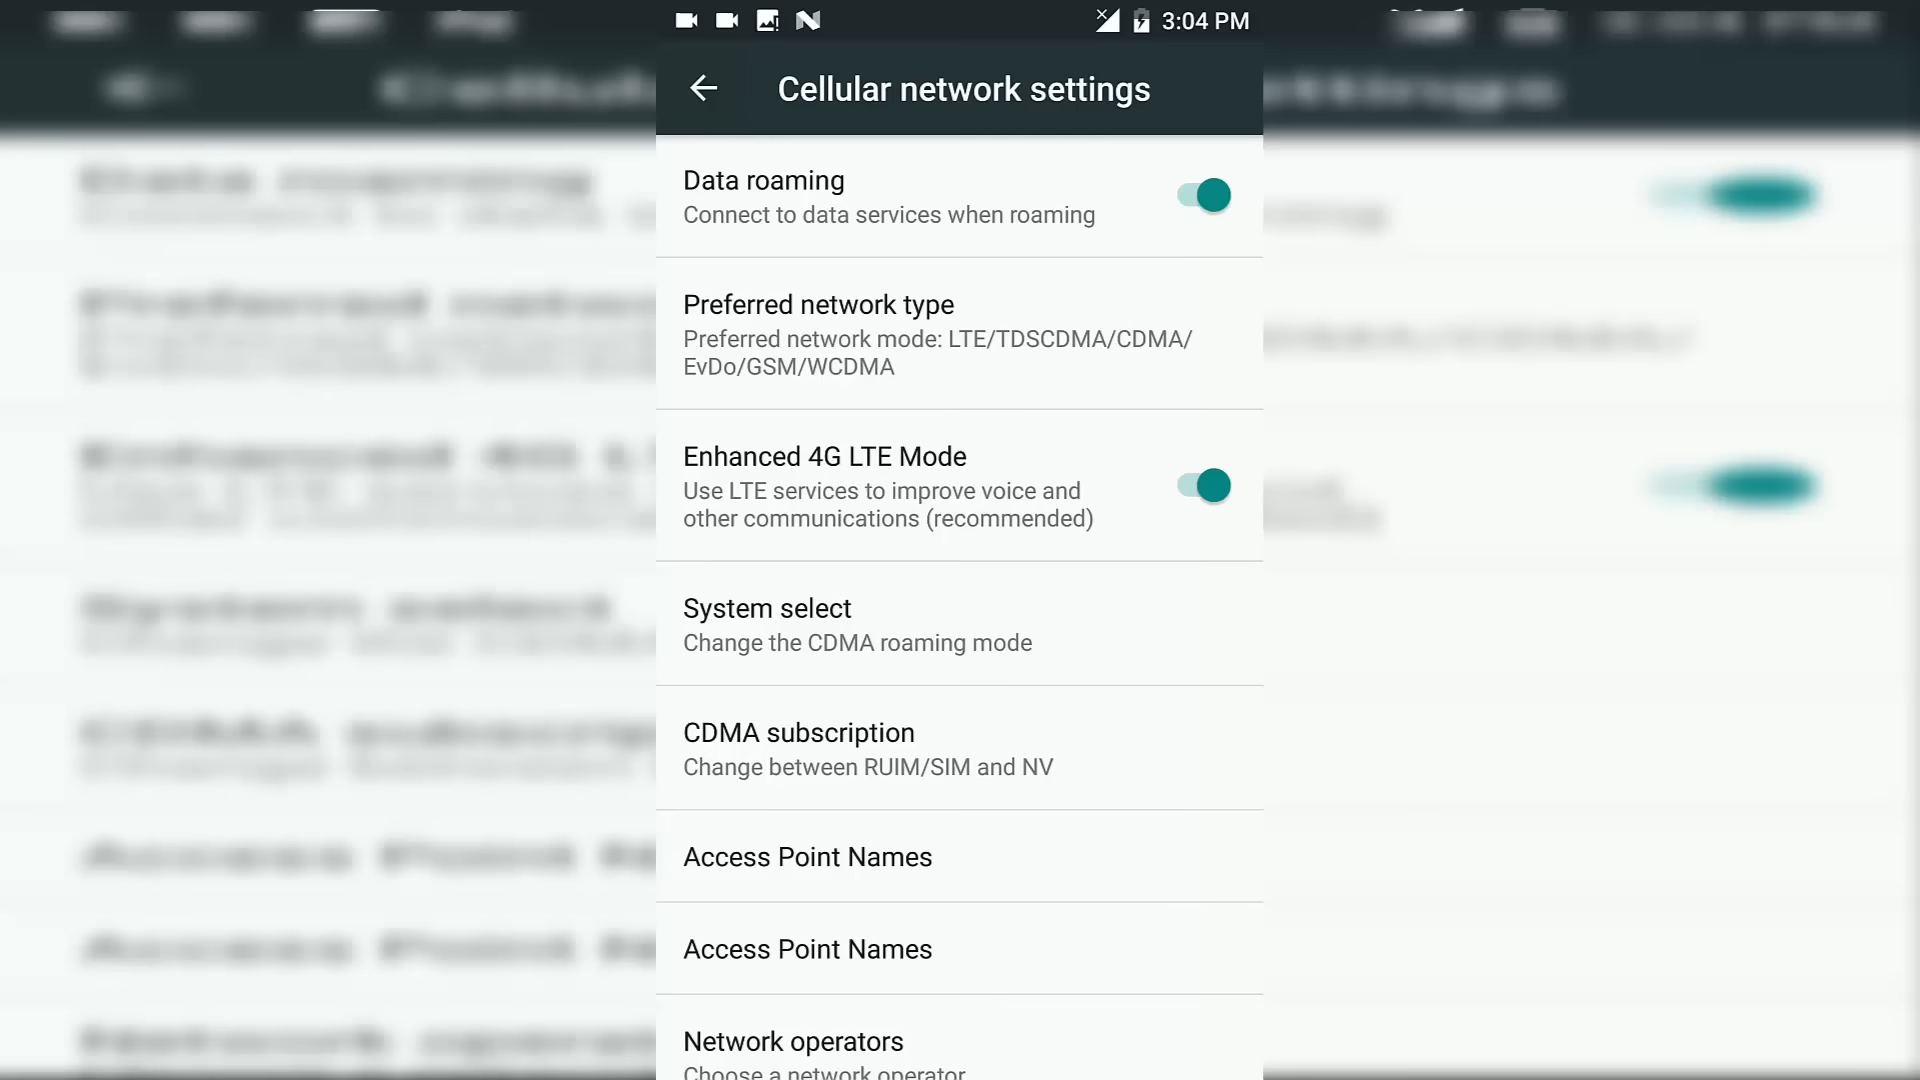 3:04 PM
Cellular network settings
Data roaming
Connect to data services when roaming
Preferred network type
Preferred network mode: LTE/TDSCDMA/CDMA/
EvDo/GSM/WCDMA
Enhanced 4G LTE Mode
Use LTE services to improve voice and
other communications (recommended)
System select
Change the CDMA roaming mode
CDMA subscription
Change between RUIM/SIM and NV
Access Point Names
Access Point Names
Network operators
Choose a network operator